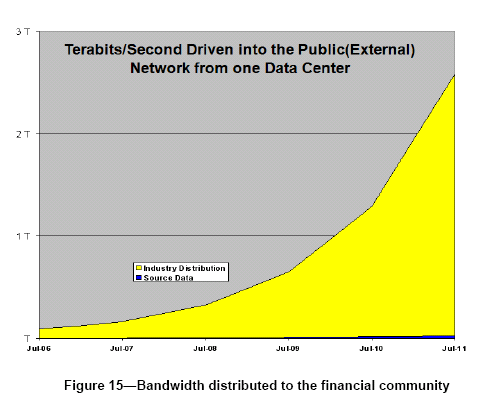 3 T
Terabits/Second Driven into the Public(External)
Network from one Data Center
2 T
1 T
Industry Distribution
Source Data
T
Jul-06 Jul-07 Jul-08 Jul-09 Jul-10 Jul-11
Figure 15—Bandwidth distributed to the financial community